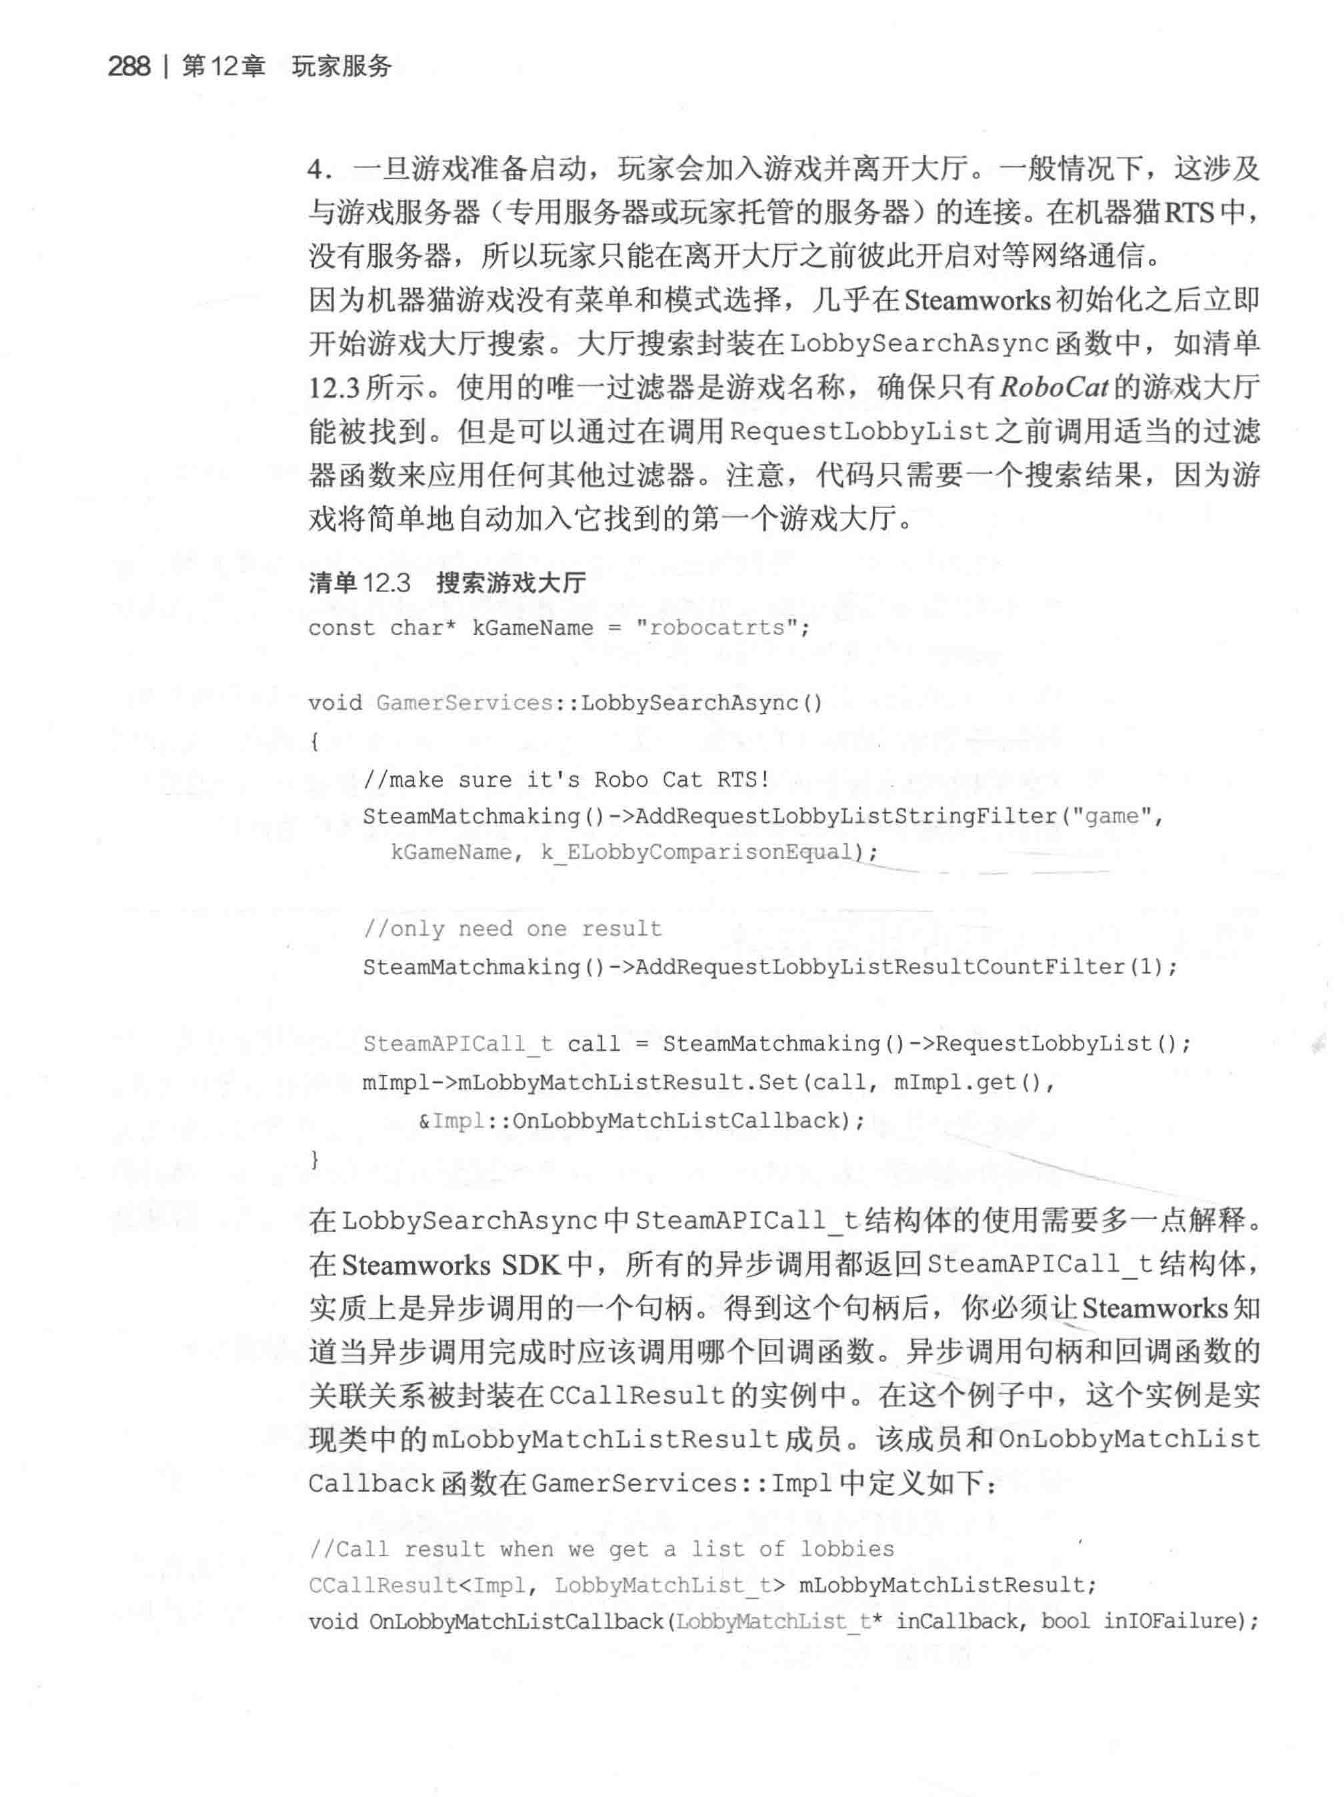 288 | 第12章 玩家服务
4. 一旦游戏准备启动，玩家会加入游戏并离开大厅。一般情况下，这涉及
与游戏服务器（专用服务器或玩家托管的服务器）的连接。在机器猫RTS中，
没有服务器，所以玩家只能在离开大厅之前彼此开启对等网络通信。
因为机器猫游戏没有菜单和模式选择，几乎在Steamworks初始化之后立即
开始游戏大厅搜索。大厅搜索封装在LobbySearchAsync函数中，如清单
12.3所示。使用的唯一过滤器是游戏名称，确保只有RoboCat的游戏大厅
能被找到。但是可以通过在调用RequestLobbyList之前调用适当的过滤
器函数来应用任何其他过滤器。注意，代码只需要一个搜索结果，因为游
戏将简单地自动加入它找到的第一个游戏大厅。
清单12.3 搜索游戏大厅
const char* kGameName = "robocatrts";
void GamerServices::LobbySearchAsync()
{
//make sure it's Robo Cat RTS!
SteamMatchmaking()->AddRequestLobbyListStringFilter("game",
kGameName, k_ELobbyComparisonEqual);
//only need one result
SteamMatchmaking()->AddRequestLobbyListResultCountFilter(1);
SteamAPICall_t call = SteamMatchmaking()->RequestLobbyList();
mImpl->mLobbyMatchListResult.Set(call, mImpl.get(),
&Impl::OnLobbyMatchListCallback);
}
在LobbySearchAsync中SteamAPICall_t结构体的使用需要多一点解释。
在Steamworks SDK中，所有的异步调用都返回SteamAPICall_t结构体，
实质上是异步调用的一个句柄。得到这个句柄后，你必须让Steamworks知
道当异步调用完成时应该调用哪个回调函数。异步调用句柄和回调函数的
关联关系被封装在CCallResult的实例中。在这个例子中，这个实例是实
现类中的mLobbyMatchListResult成员。该成员和OnLobbyMatchList
Callback函数在GamerServices::Impl中定义如下：
//Call result when we get a list of lobbies
CCallResult<Impl, LobbyMatchList_t> mLobbyMatchListResult;
void OnLobbyMatchListCallback(LobbyMatchList_t* inCallback, bool inIOFailure);